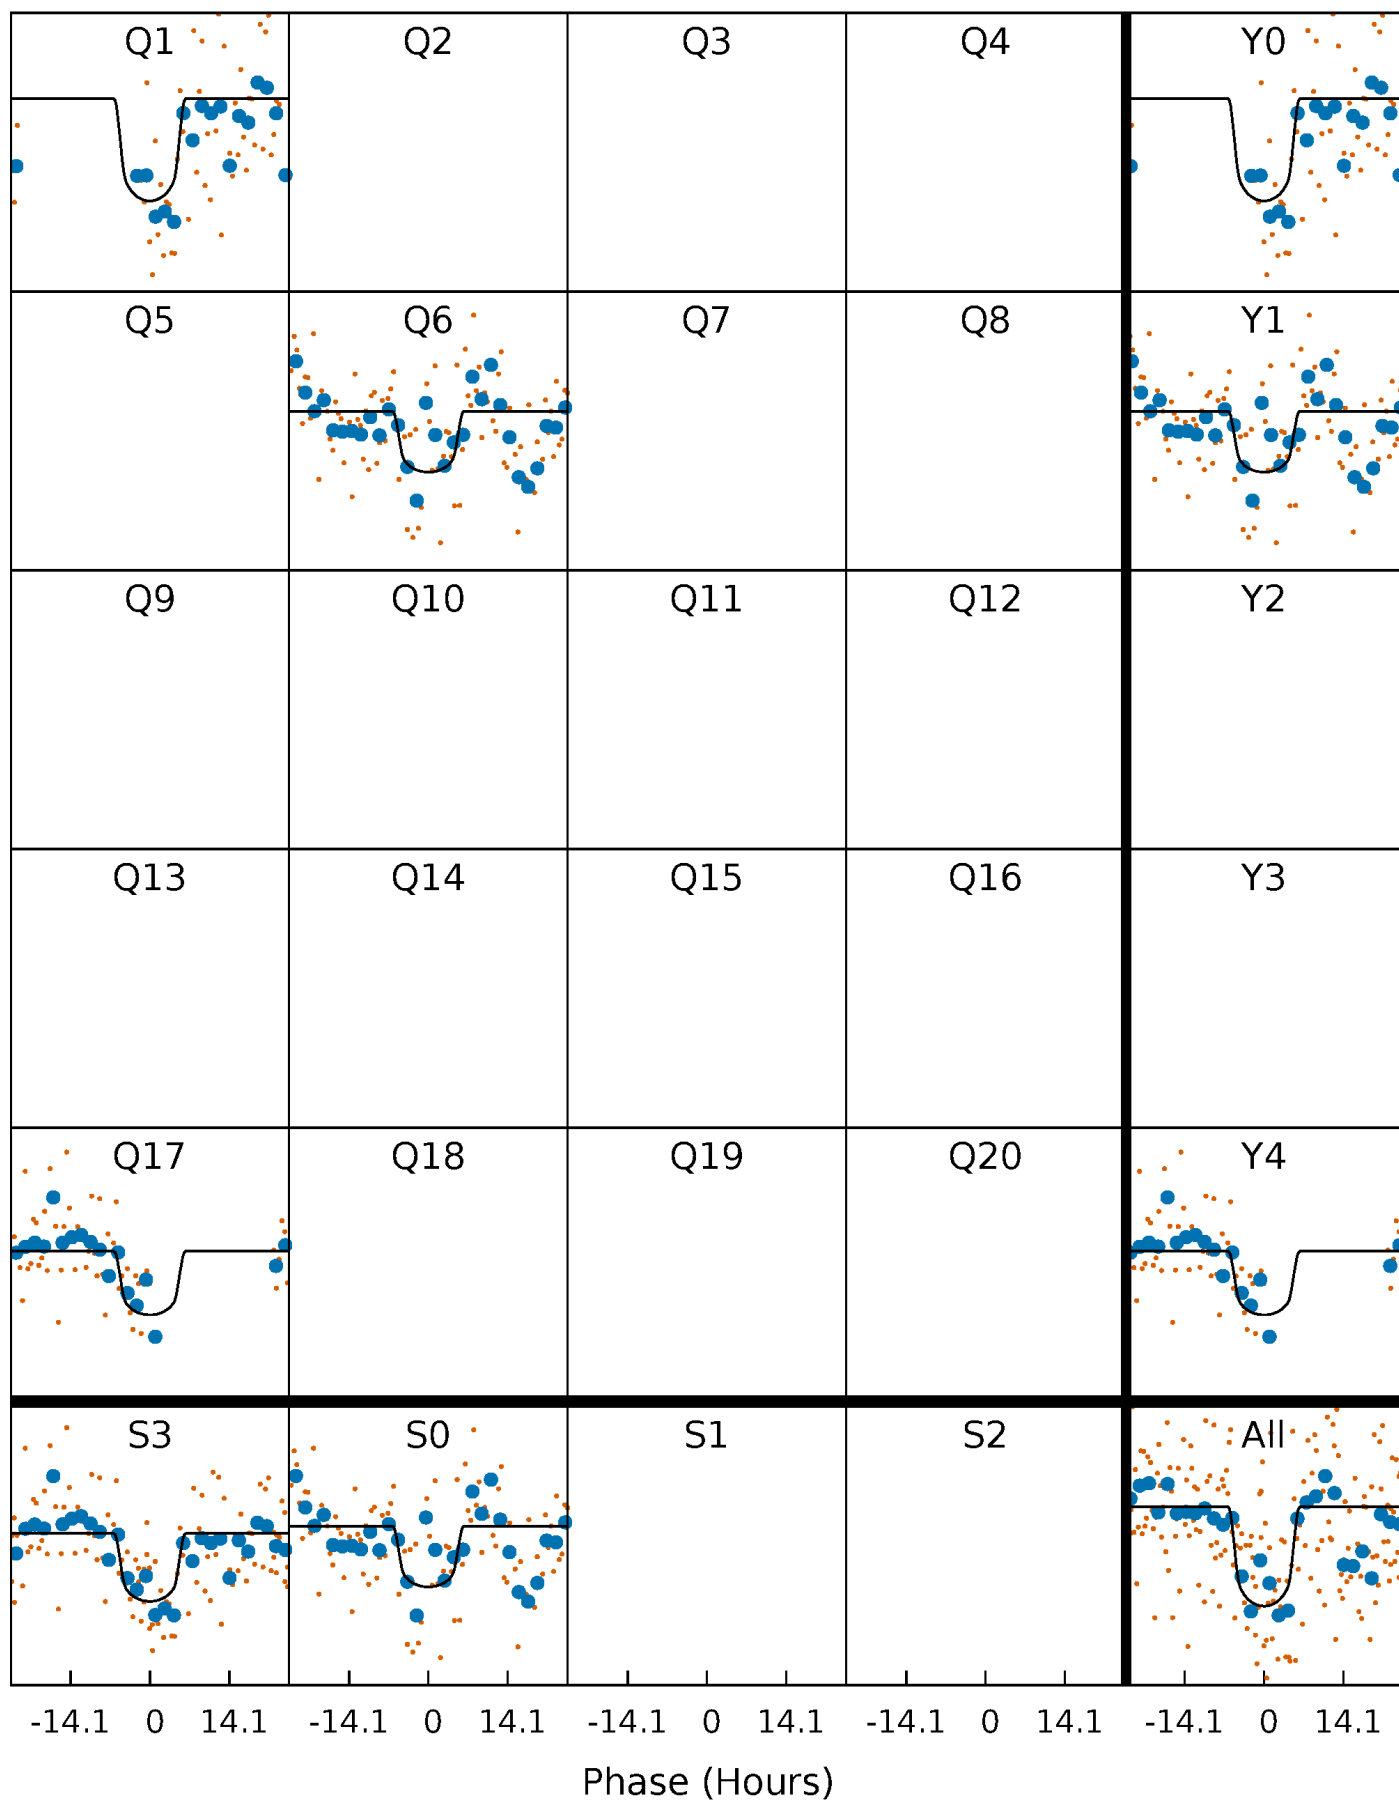 Q1 Q2 Q3 Q4 Y0
Q5 Q6 Q7 Q8 Y1
Q9 Q10 Q11 Q12 Y2
Q13 Q14 Q15 Q16 Y3
Q17 Q18 Q19 Q20 Y4
S3 S0 S1 S2 All
-14.1 0 14.1 -14.1 0 14.1 -14.1 0 14.1 -14.1 0 14.1 -14.1 0 14.1
Phase (Hours)